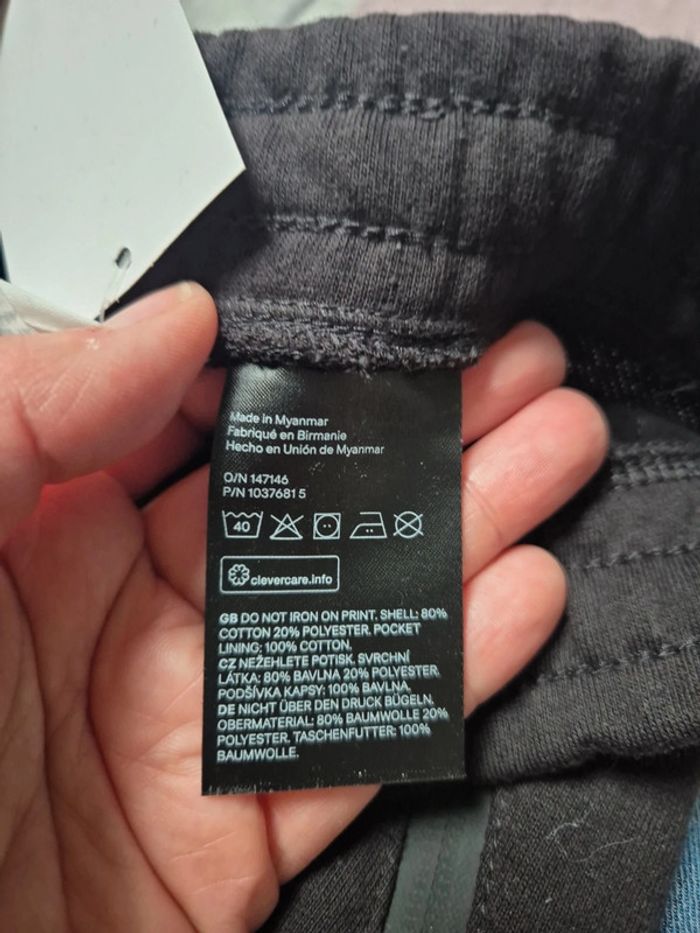 Made in Myanmar
Fabriqué en Birmanie
Hecho en Unión de Myanmar
O/N 147146
P/N 1037681 5
40
clevercare.info
GB DO NOT IRON ON PRINT. SHELL: 80%
COTTON 20% POLYESTER. POCKET
LINING: 100% COTTON.
CZ NEŽEHLETE POTISK. SVRCHNÍ
LÁTKA: 80% BAVLNA 20% POLYESTER.
PODŠÍVKA KAPSY: 100% BAVLNA.
DE NICHT ÜBER DEN DRUCK BÜGELN.
OBERMATERIAL: 80% BAUMWOLLE 20%
POLYESTER. TASCHENFUTTER: 100%
BAUMWOLLE.